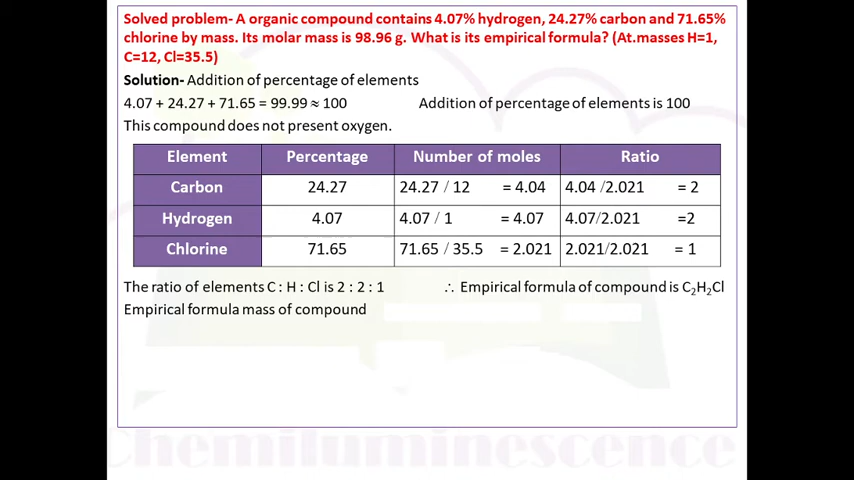 Solved problem- A organic compound contains 4.07% hydrogen, 24.27% carbon and 71.65%
chlorine by mass. Its molar mass is 98.96 g. What is its empirical formula? (At.masses H=1,
C=12, Cl=35.5)
Solution- Addition of percentage of elements
4.07 + 24.27 + 71.65 = 99.99 ≈ 100 Addition of percentage of elements is 100
This compound does not present oxygen.
Element Percentage Number of moles Ratio
Carbon 24.27 24.27 / 12 = 4.04 4.04 /2.021 = 2
Hydrogen 4.07 4.07 / 1 = 4.07 4.07/2.021 =2
Chlorine 71.65 71.65 / 35.5 = 2.021 2.021/2.021 = 1
The ratio of elements C : H : Cl is 2 : 2 : 1 ∴ Empirical formula of compound is C₂H₂Cl
Empirical formula mass of compound
Chemiluminescence